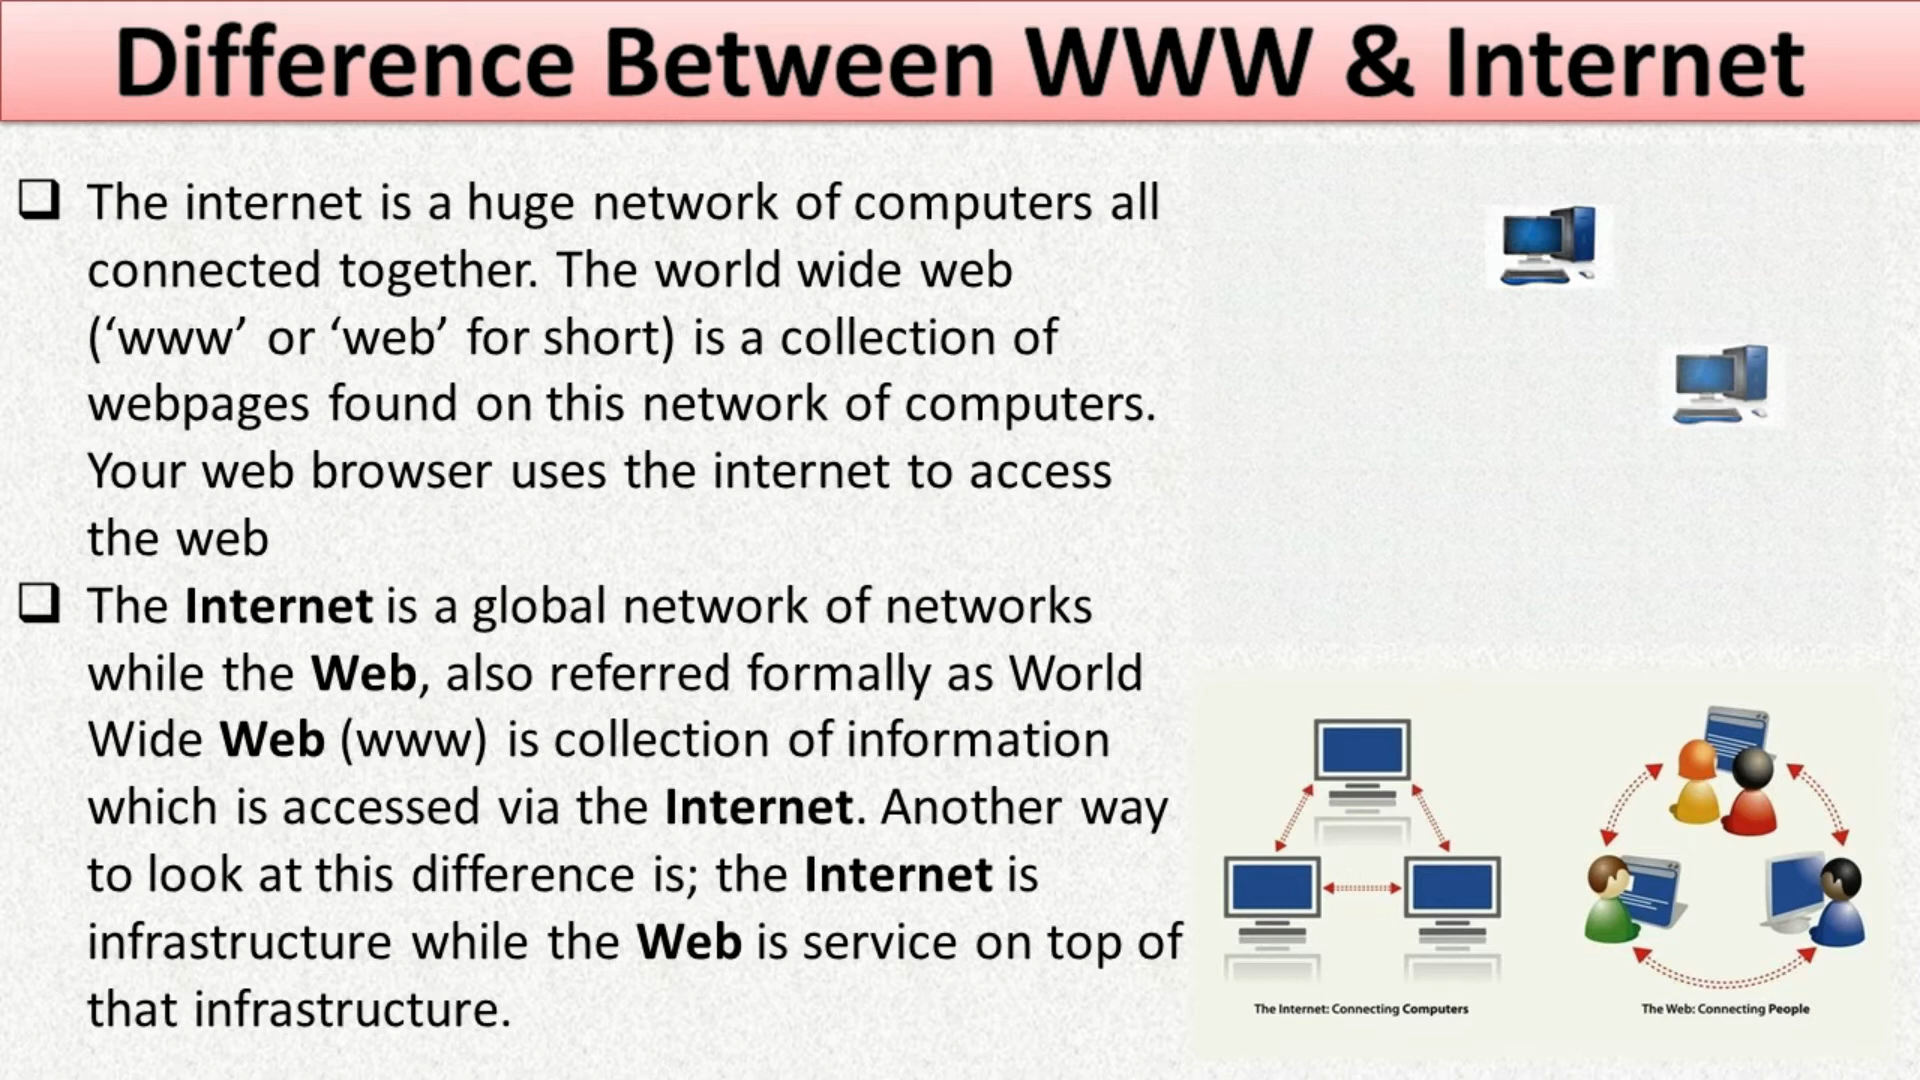 Difference Between WWW & Internet
The internet is a huge network of computers all
connected together. The world wide web
(‘www’ or ‘web’ for short) is a collection of
webpages found on this network of computers.
Your web browser uses the internet to access
the web
The Internet is a global network of networks
while the Web, also referred formally as World
Wide Web (www) is collection of information
which is accessed via the Internet. Another way
to look at this difference is; the Internet is
infrastructure while the Web is service on top of
that infrastructure.
The Internet: Connecting Computers
The Web: Connecting People